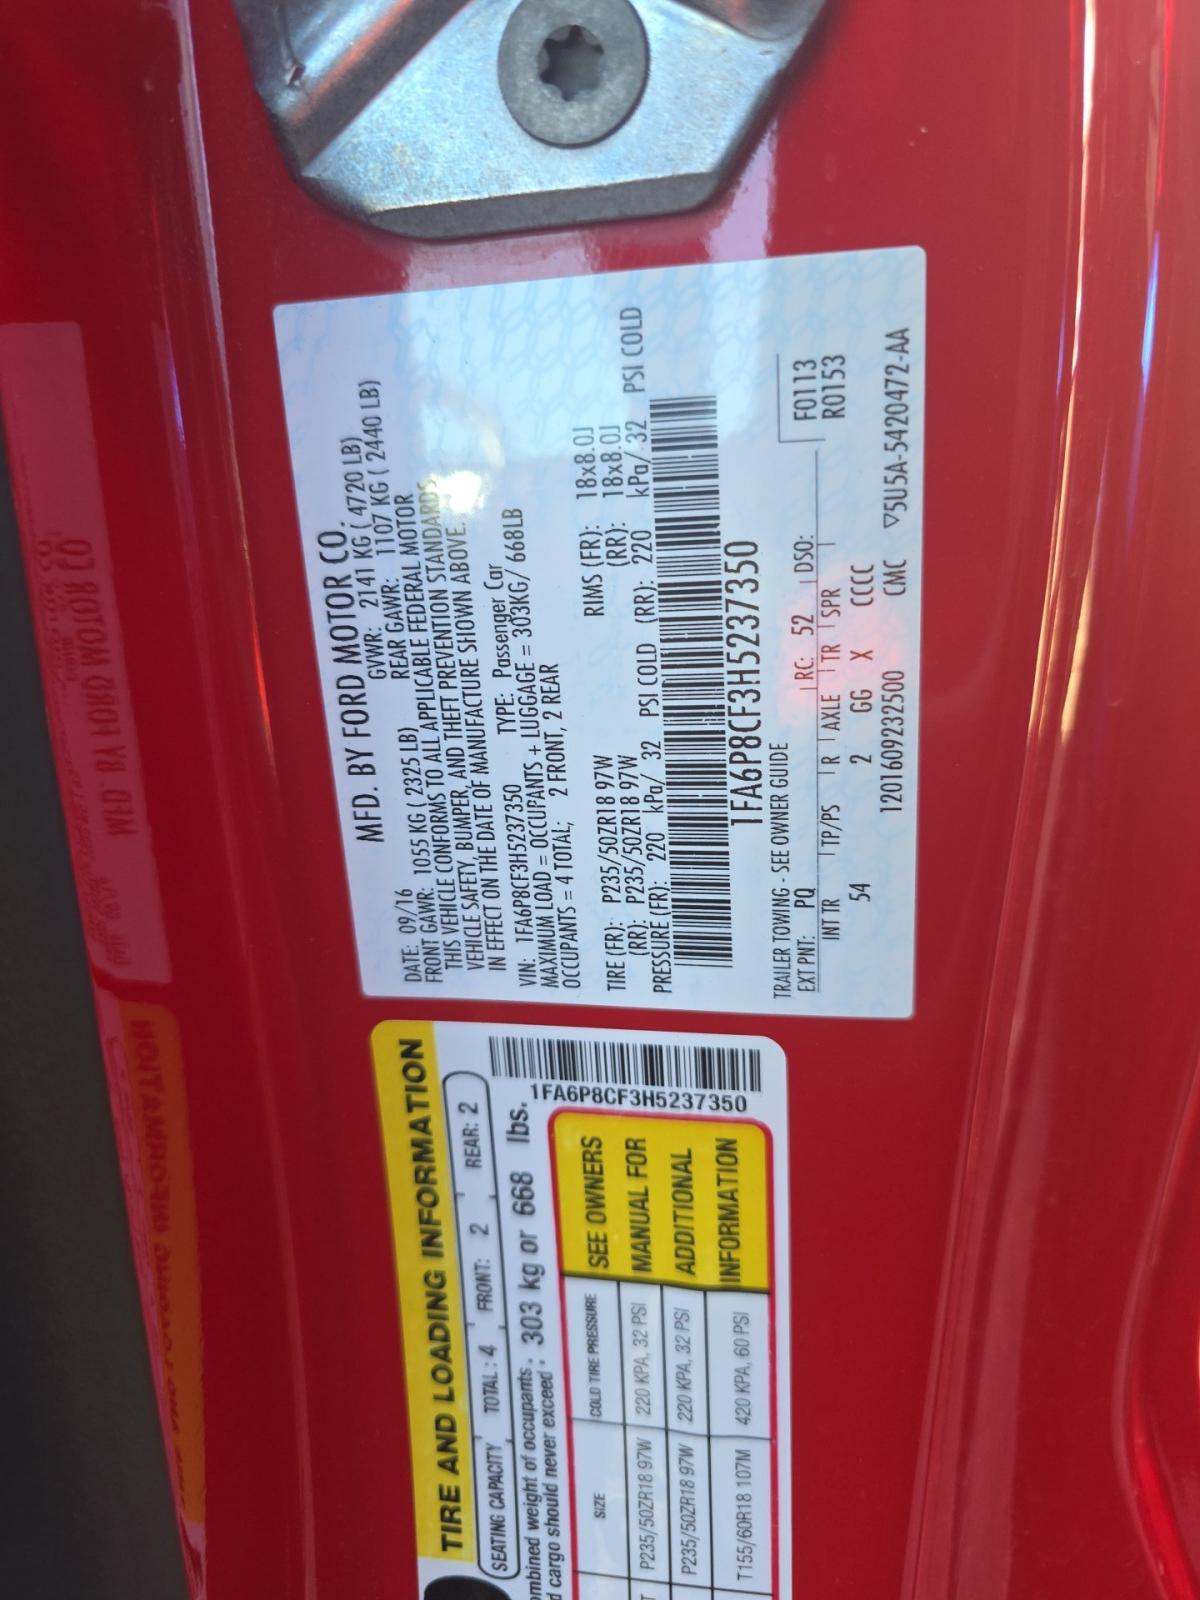 MFD. BY FORD MOTOR CO.
DATE: 09/16 GVWR: 2141 KG ( 4720 LB)
FRONT GAWR: 1055 KG ( 2325 LB) REAR GAWR: 1107 KG ( 2440 LB)
THIS VEHICLE CONFORMS TO ALL APPLICABLE FEDERAL MOTOR
VEHICLE SAFETY, BUMPER, AND THEFT PREVENTION STANDARDS
IN EFFECT ON THE DATE OF MANUFACTURE SHOWN ABOVE.
VIN: 1FA6P8CF3H5237350 TYPE: Passenger Car
MAXIMUM LOAD = OCCUPANTS + LUGGAGE = 303KG/ 668LB
OCCUPANTS = 4 TOTAL; 2 FRONT, 2 REAR
TIRE (FR): P235/50ZR18 97W RIMS (FR): 18x8.0J
(RR): P235/50ZR18 97W (RR): 18x8.0J
PRESSURE (FR): 220 kPa/ 32 PSI COLD (RR): 220 kPa/ 32 PSI COLD
1FA6P8CF3H5237350
TRAILER TOWING - SEE OWNER GUIDE
EXT PNT: PQ RC: 52 DSO: F0113
R0153
INT TR TP/PS R AXLE TR SPR
54 2 GG X CCCC
1201609232500 CMC ▽5U5A-5420472-AA
TIRE AND LOADING INFORMATION
SEATING CAPACITY TOTAL : 4 FRONT: 2 REAR: 2
weight of occupants
cargo should never exceed 303 kg or 668 lbs.
SIZE COLD TIRE PRESSURE
P235/50ZR18 97W 220 KPA, 32 PSI
P235/50ZR18 97W 220 KPA, 32 PSI
T155/60R18 107M 420 KPA, 60 PSI
SEE OWNERS
MANUAL FOR
ADDITIONAL
INFORMATION
1FA6P8CF3H5237350